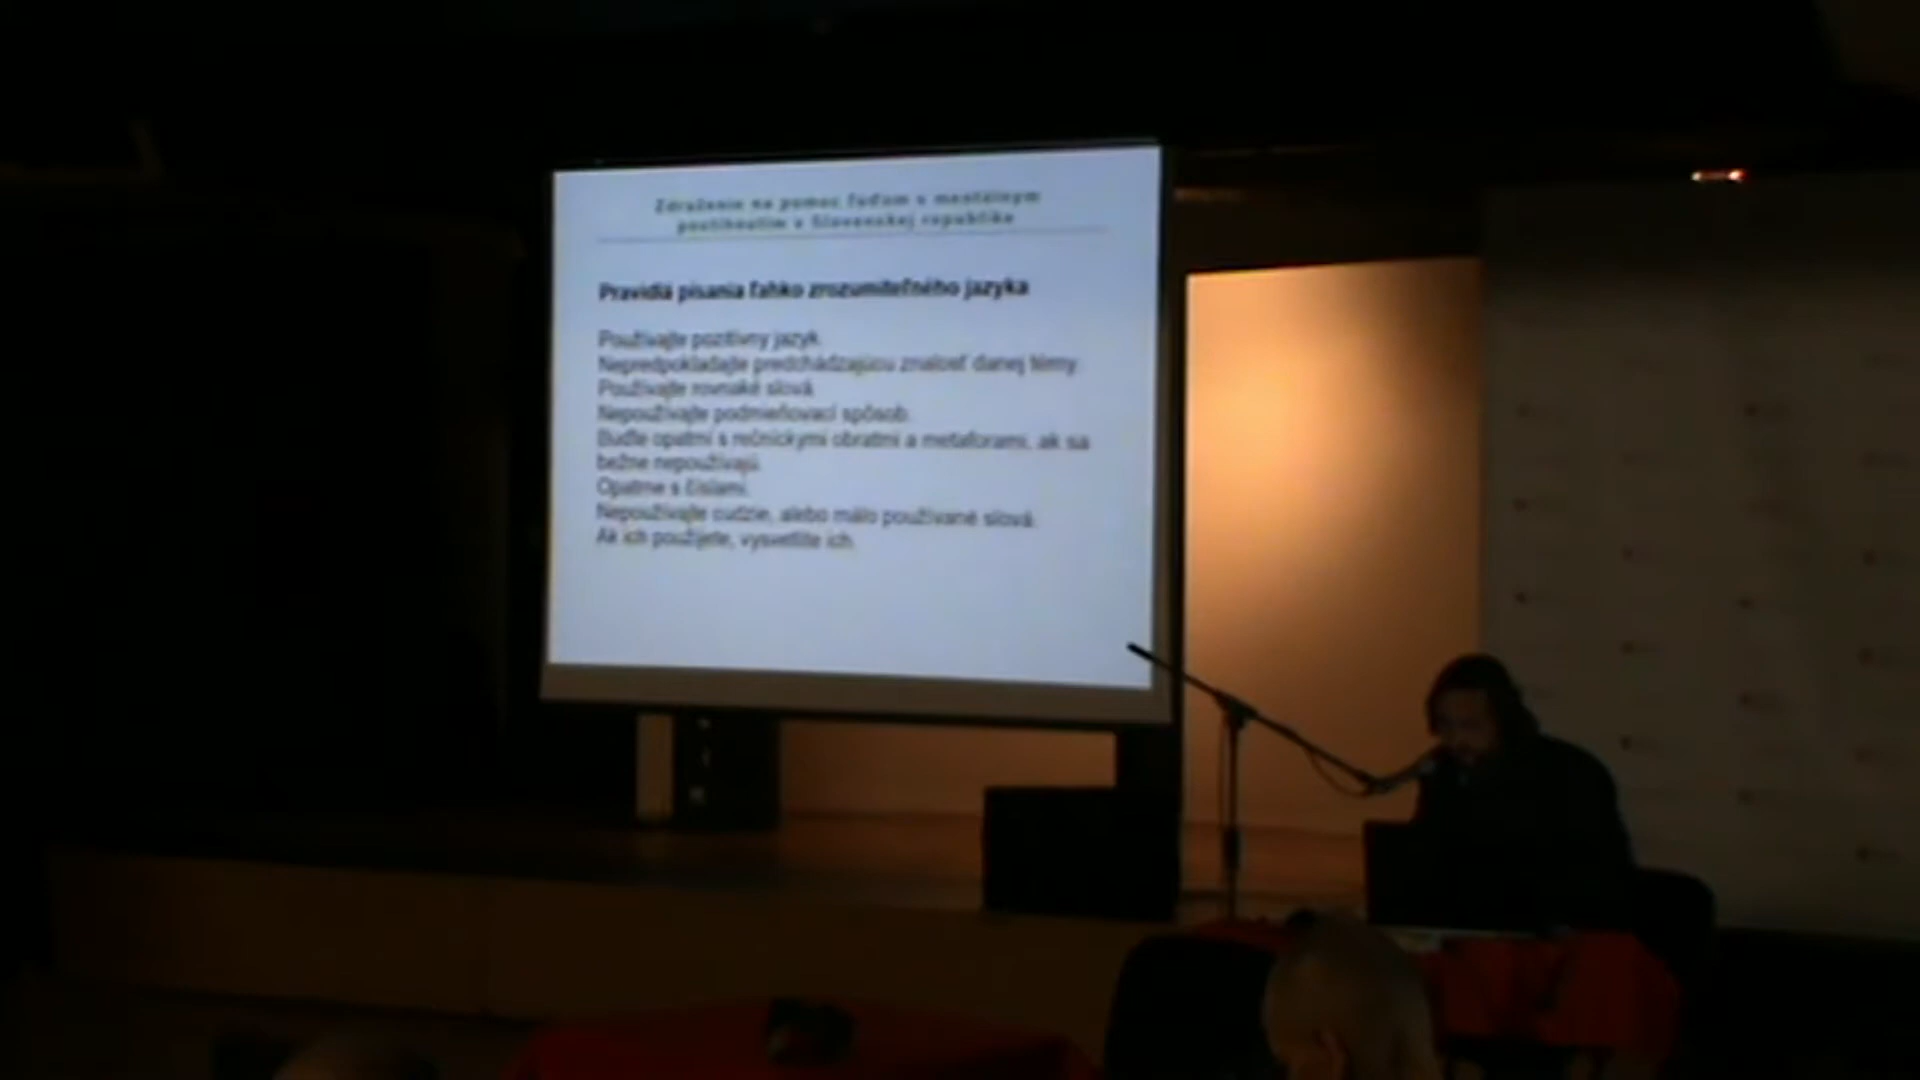 Združenie na pomoc ľuďom s mentálnym
postihnutím v Slovenskej republike
Pravidlá písania ľahko zrozumiteľného jazyka
Používajte pozitívny jazyk.
Nepredpokladajte predchádzajúcu znalosť danej témy.
Používajte rovnaké slová.
Nepoužívajte podmieňovací spôsob.
Buďte opatrní s rečníckymi obratmi a metaforami, ak sa
bežne nepoužívajú.
Opatrne s číslami.
Nepoužívajte cudzie, alebo málo používané slová.
Ak ich použijete, vysvetlite ich.